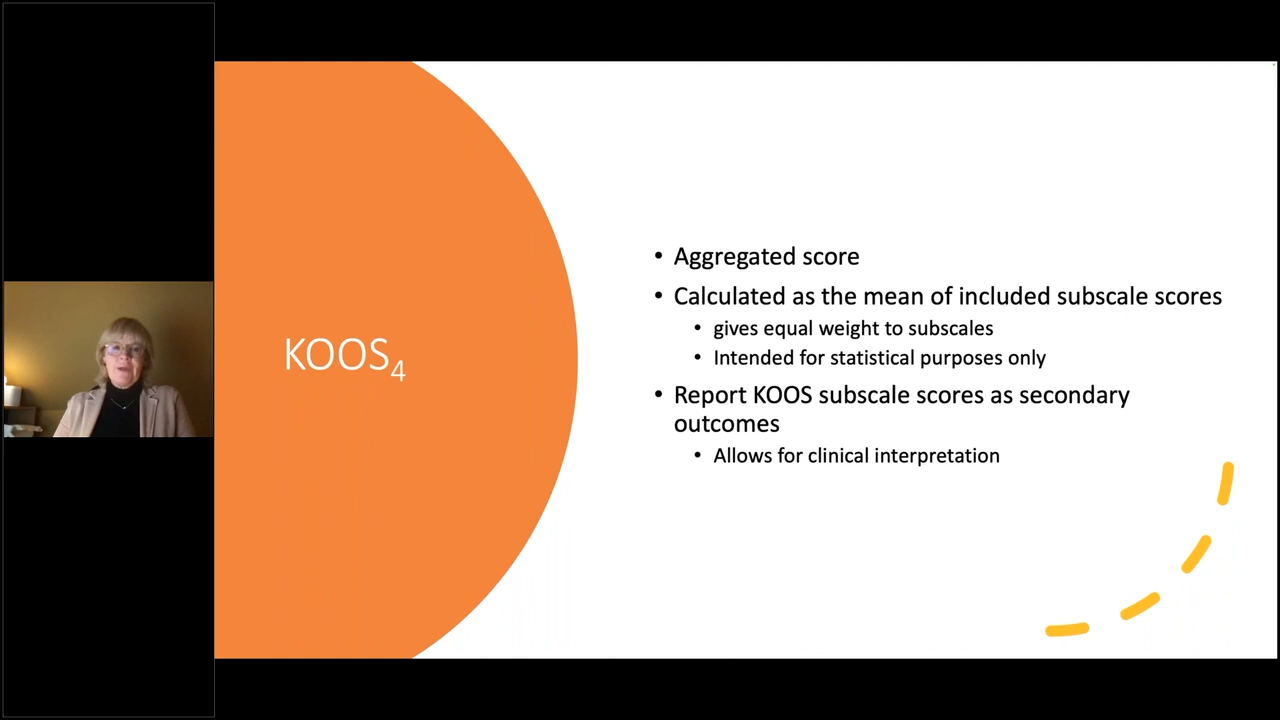 KOOS4
• Aggregated score
• Calculated as the mean of included subscale scores
• gives equal weight to subscales
• Intended for statistical purposes only
• Report KOOS subscale scores as secondary
outcomes
• Allows for clinical interpretation